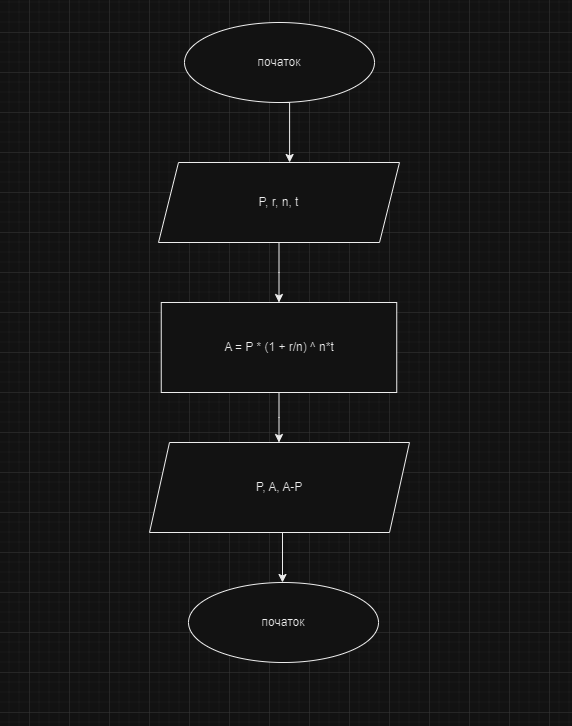 початок
P, r, n, t
A = P * (1 + r/n) ^ n*t
P, A, A-P
початок